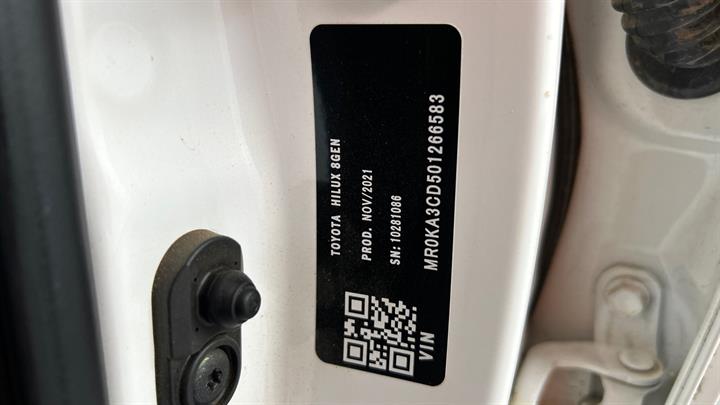 TOYOTA HILUX 8GEN
PROD. NOV/2021
SN: 10281086
VIN MR0KA3CD501266583